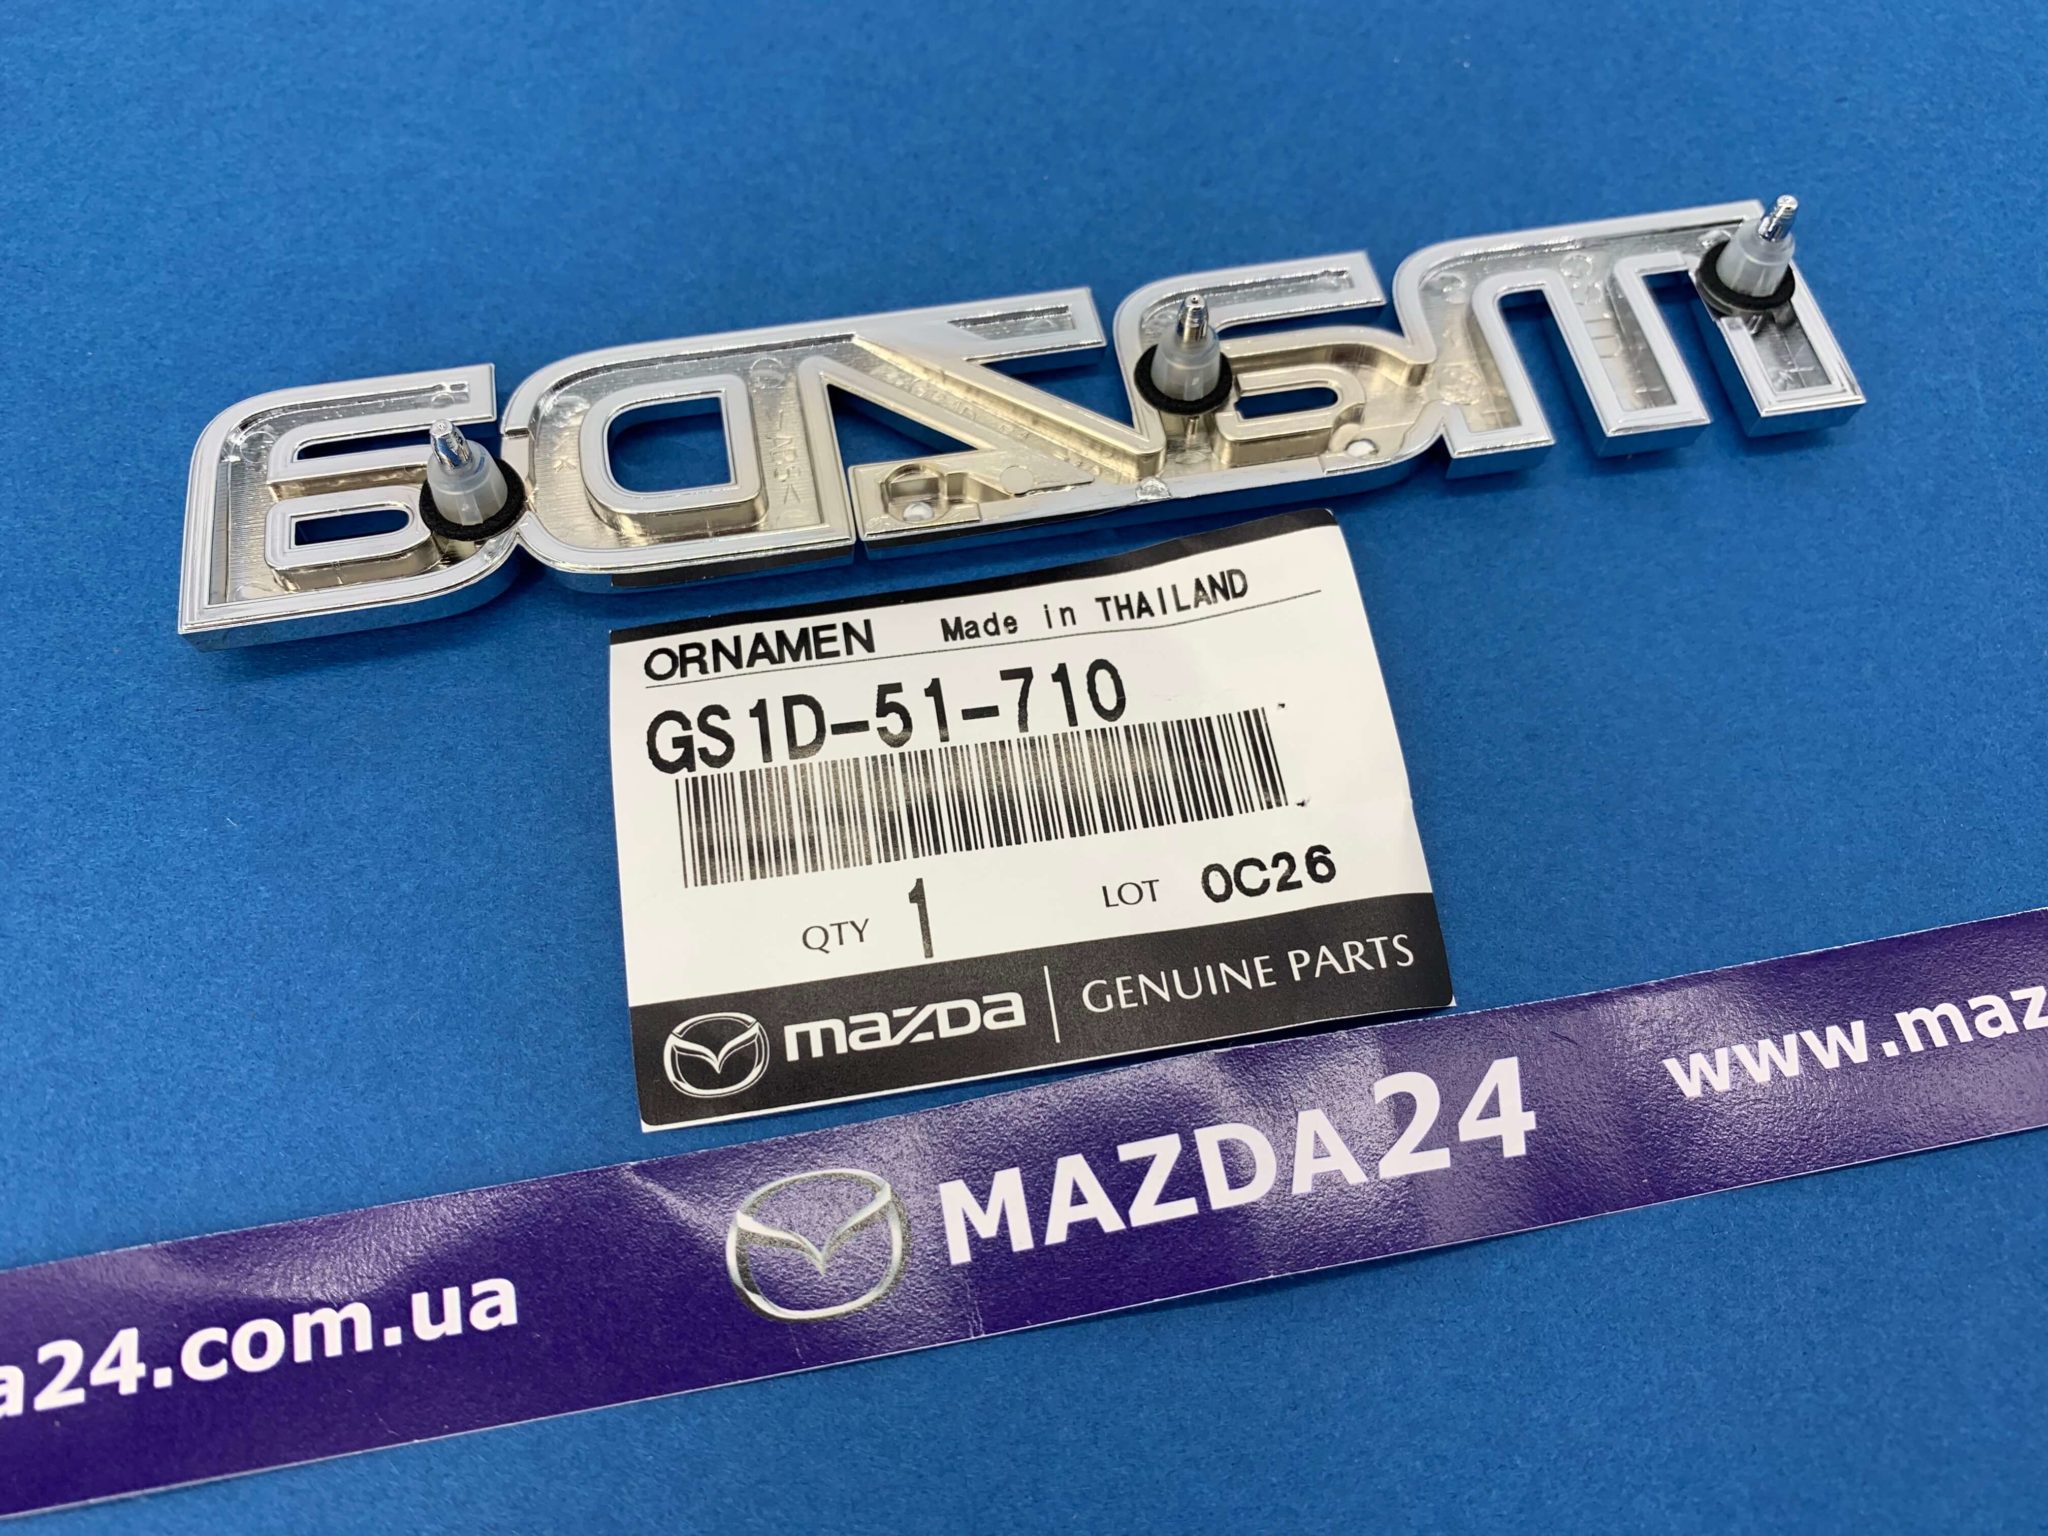 >ABS<
ORNAMEN Made in THAILAND
GS1D-51-710
QTY 1 LOT 0C26
mazda GENUINE PARTS
MAZDA24 www.maz
a24.com.ua